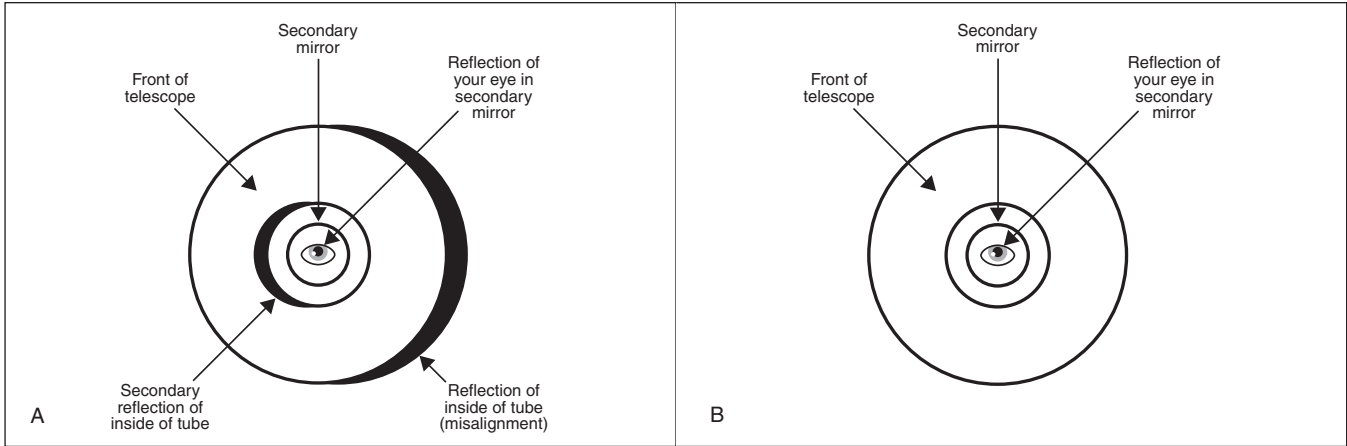 Secondary
mirror
Reflection of
your eye in
secondary
mirror
Front of
telescope
Secondary
reflection of
inside of tube
Reflection of
inside of tube
(misalignment)
A
Secondary
mirror
Reflection of
your eye in
secondary
mirror
Front of
telescope
B